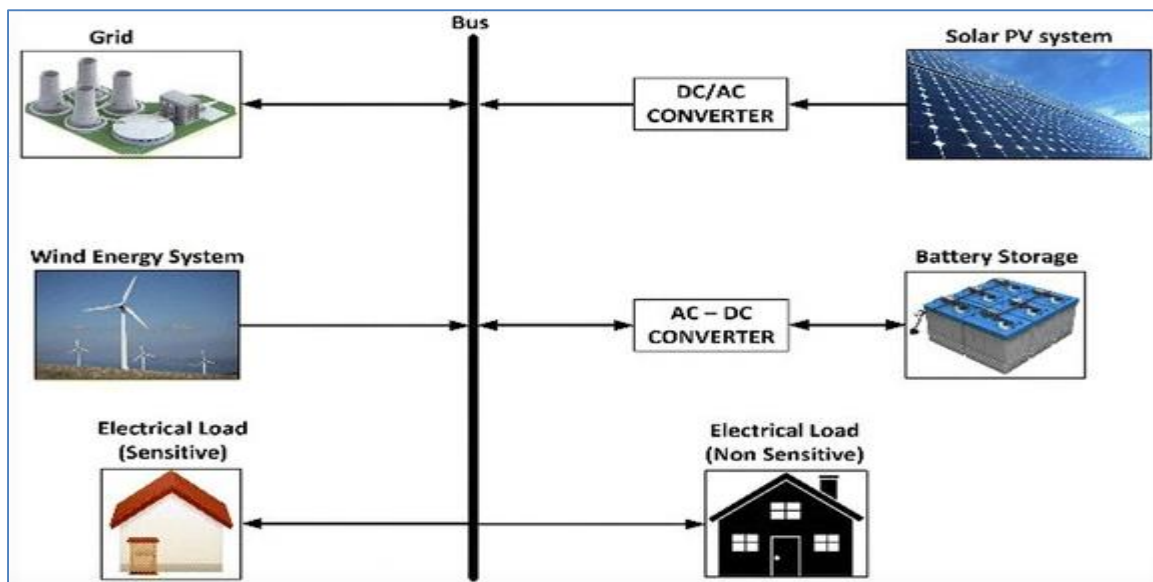 Bus
Grid
Solar PV system
DC/AC
CONVERTER
Wind Energy System
Battery Storage
AC – DC
CONVERTER
Electrical Load
(Sensitive)
Electrical Load
(Non Sensitive)